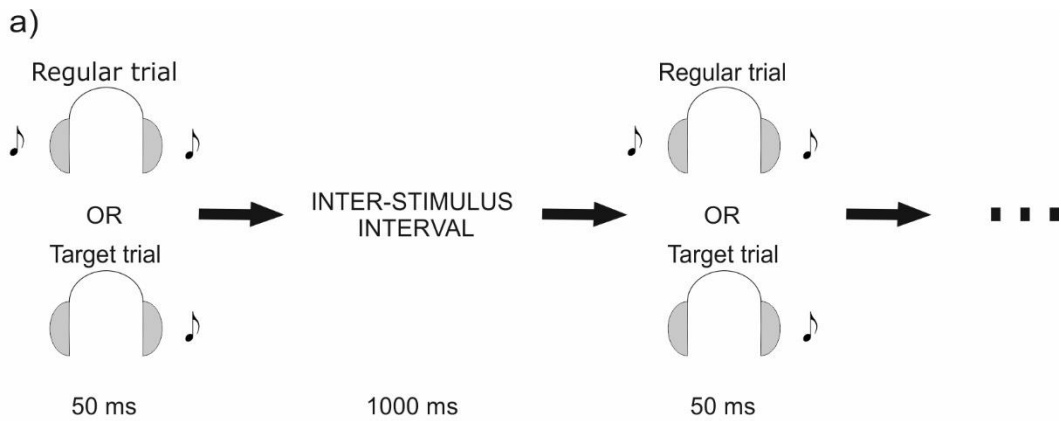 a)
Regular trial
OR
Target trial
50 ms
INTER-STIMULUS
INTERVAL
1000 ms
Regular trial
OR
Target trial
50 ms